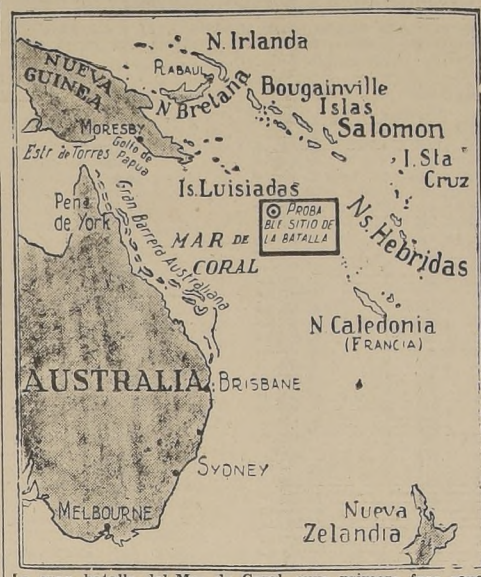 N. Irlanda
NUEVA
GUINEA
RABAUL
N Bretaña
Bougainville
Islas
Salomon
MORESBY
Golfo de
Papua
Estr de Torres
I. Sta
Cruz
Is. Luisiadas
Pen.
de York
Gran Barrera Australiana
PROBA
BLE SITIO DE
LA BATALLA
Ns. Hebridas
MAR DE
CORAL
N Caledonia
(FRANCIA)
AUSTRALIA
BRISBANE
SYDNEY
MELBOURNE
Nueva
Zelandia